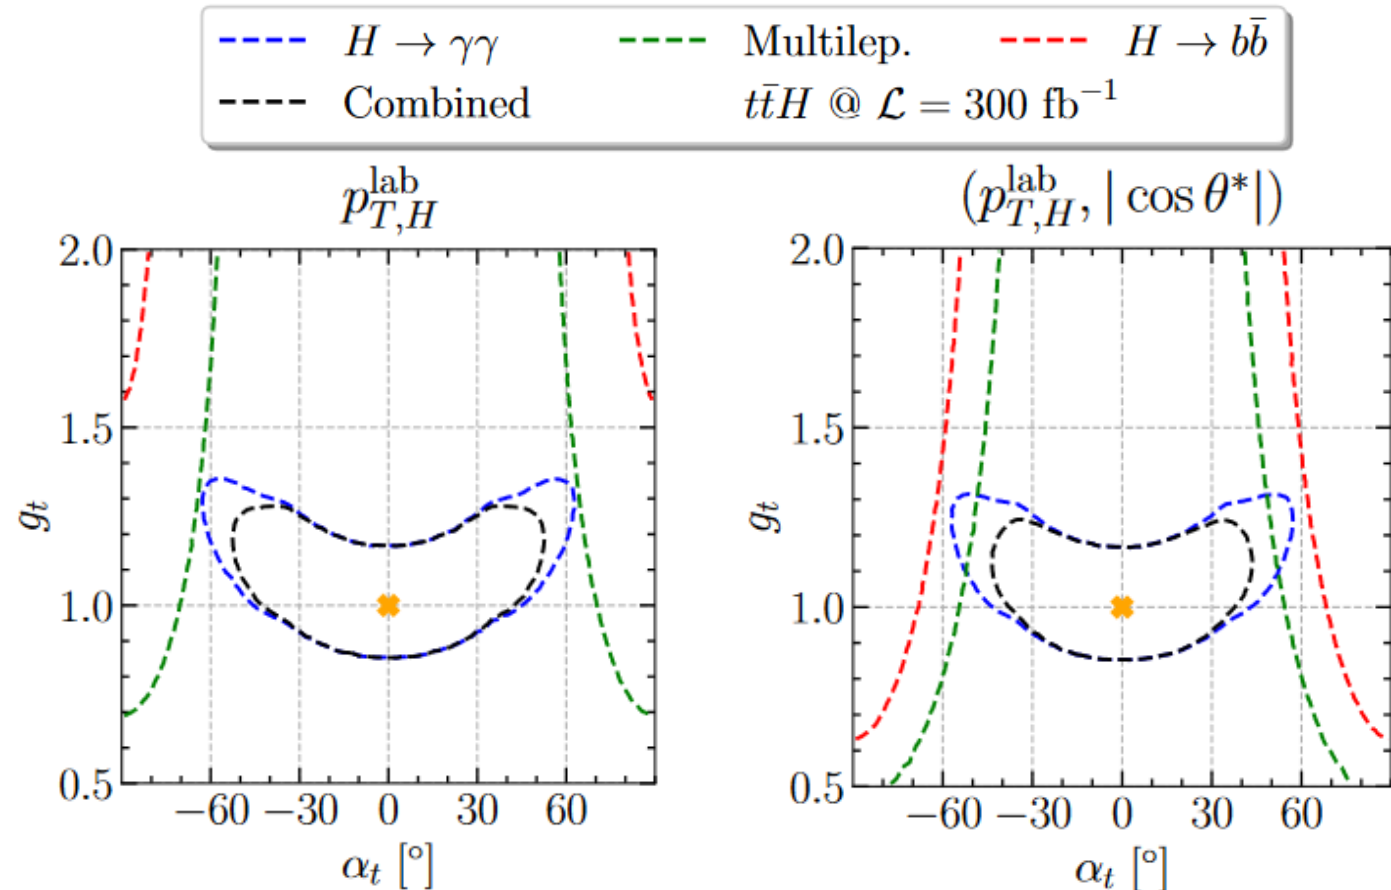 H → γγ Multilep. H → bb̄
Combined tt̄H @ 𝓛 = 300 fb⁻¹
p_{T,H}^{lab} (p_{T,H}^{lab}, | cos θ*|)
2.0
1.5
1.0
0.5
g_t
−60 −30 0 30 60
α_t [°]
2.0
1.5
1.0
0.5
g_t
−60 −30 0 30 60
α_t [°]